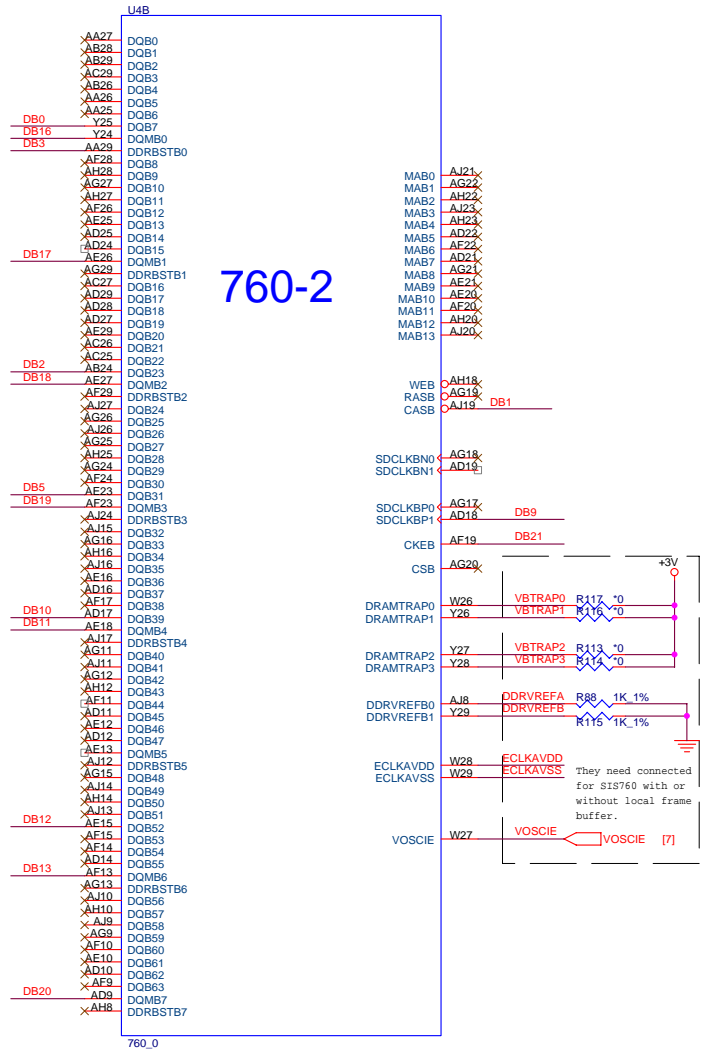 U4B
AA27 DQB0
AB28 DQB1
AB29 DQB2
AC29 DQB3
AB26 DQB4
AA26 DQB5
AA25 DQB6
DB0 Y25 DQB7
DB16 Y24 DQMB0
DB3 AA29 DDRBSTB0
AF28 DQB8
AH28 DQB9
AG27 DQB10
AH27 DQB11
AF26 DQB12
AE25 DQB13
AD25 DQB14
AD24 DQB15
DB17 AE26 DQMB1
AG29 DDRBSTB1
AC27 DQB16
AD29 DQB17
AD28 DQB18
AD27 DQB19
AE29 DQB20
AC26 DQB21
AC25 DQB22
DB2 AB24 DQB23
DB18 AE27 DQMB2
AF29 DDRBSTB2
AJ27 DQB24
AG26 DQB25
AJ26 DQB26
AG25 DQB27
AH25 DQB28
AG24 DQB29
AF24 DQB30
DB5 AE23 DQB31
DB19 AF23 DQMB3
AJ24 DDRBSTB3
AJ15 DQB32
AG16 DQB33
AH16 DQB34
AJ16 DQB35
AE16 DQB36
AD16 DQB37
AF17 DQB38
DB10 AD17 DQB39
DB11 AE18 DQMB4
AJ17 DDRBSTB4
AG11 DQB40
AJ11 DQB41
AG12 DQB42
AH12 DQB43
AF11 DQB44
AD11 DQB45
AE12 DQB46
AD12 DQB47
AE13 DQMB5
AJ12 DDRBSTB5
AG15 DQB48
AJ14 DQB49
AH14 DQB50
AJ13 DQB51
DB12 AE15 DQB52
AF15 DQB53
AF14 DQB54
AD14 DQB55
DB13 AF13 DQMB6
AG13 DDRBSTB6
AJ10 DQB56
AH10 DQB57
AJ9 DQB58
AG9 DQB59
AF10 DQB60
AE10 DQB61
AD10 DQB62
AF9 DQB63
DB20 AD9 DQMB7
AH8 DDRBSTB7
760-2
MAB0 AJ21
MAB1 AG22
MAB2 AH22
MAB3 AJ23
MAB4 AH23
MAB5 AD22
MAB6 AF22
MAB7 AD21
MAB8 AG21
MAB9 AE21
MAB10 AE20
MAB11 AF20
MAB12 AH20
MAB13 AJ20
WEB AH18
RASB AG19
CASB AJ19 DB1
SDCLKBN0 AG18
SDCLKBN1 AD19
SDCLKBP0 AG17
SDCLKBP1 AD18 DB9
CKEB AF19 DB21
CSB AG20
+3V
DRAMTRAP0 W26 VBTRAP0 R117 *0
DRAMTRAP1 Y26 VBTRAP1 R116 *0
DRAMTRAP2 Y27 VBTRAP2 R113 *0
DRAMTRAP3 Y28 VBTRAP3 R114 *0
DDRVREFB0 AJ8 DDRVREFA R88 1K_1%
DDRVREFB1 Y29 DDRVREFB R115 1K_1%
ECLKAVDD W28 ECLKAVDD
ECLKAVSS W29 ECLKAVSS
They need connected
for SIS760 with or
without local frame
buffer.
VOSCIE W27 VOSCIE VOSCIE [7]
760_0